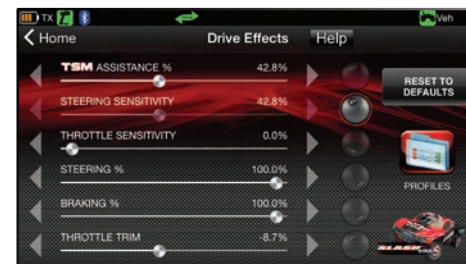 TX Veh
Home Drive Effects Help
TSM ASSISTANCE % 42.8%
RESET TO
DEFAULTS
STEERING SENSITIVITY 42.8%
THROTTLE SENSITIVITY 0.0%
STEERING % 100.0%
PROFILES
BRAKING % 100.0%
THROTTLE TRIM -8.7%
SLASH